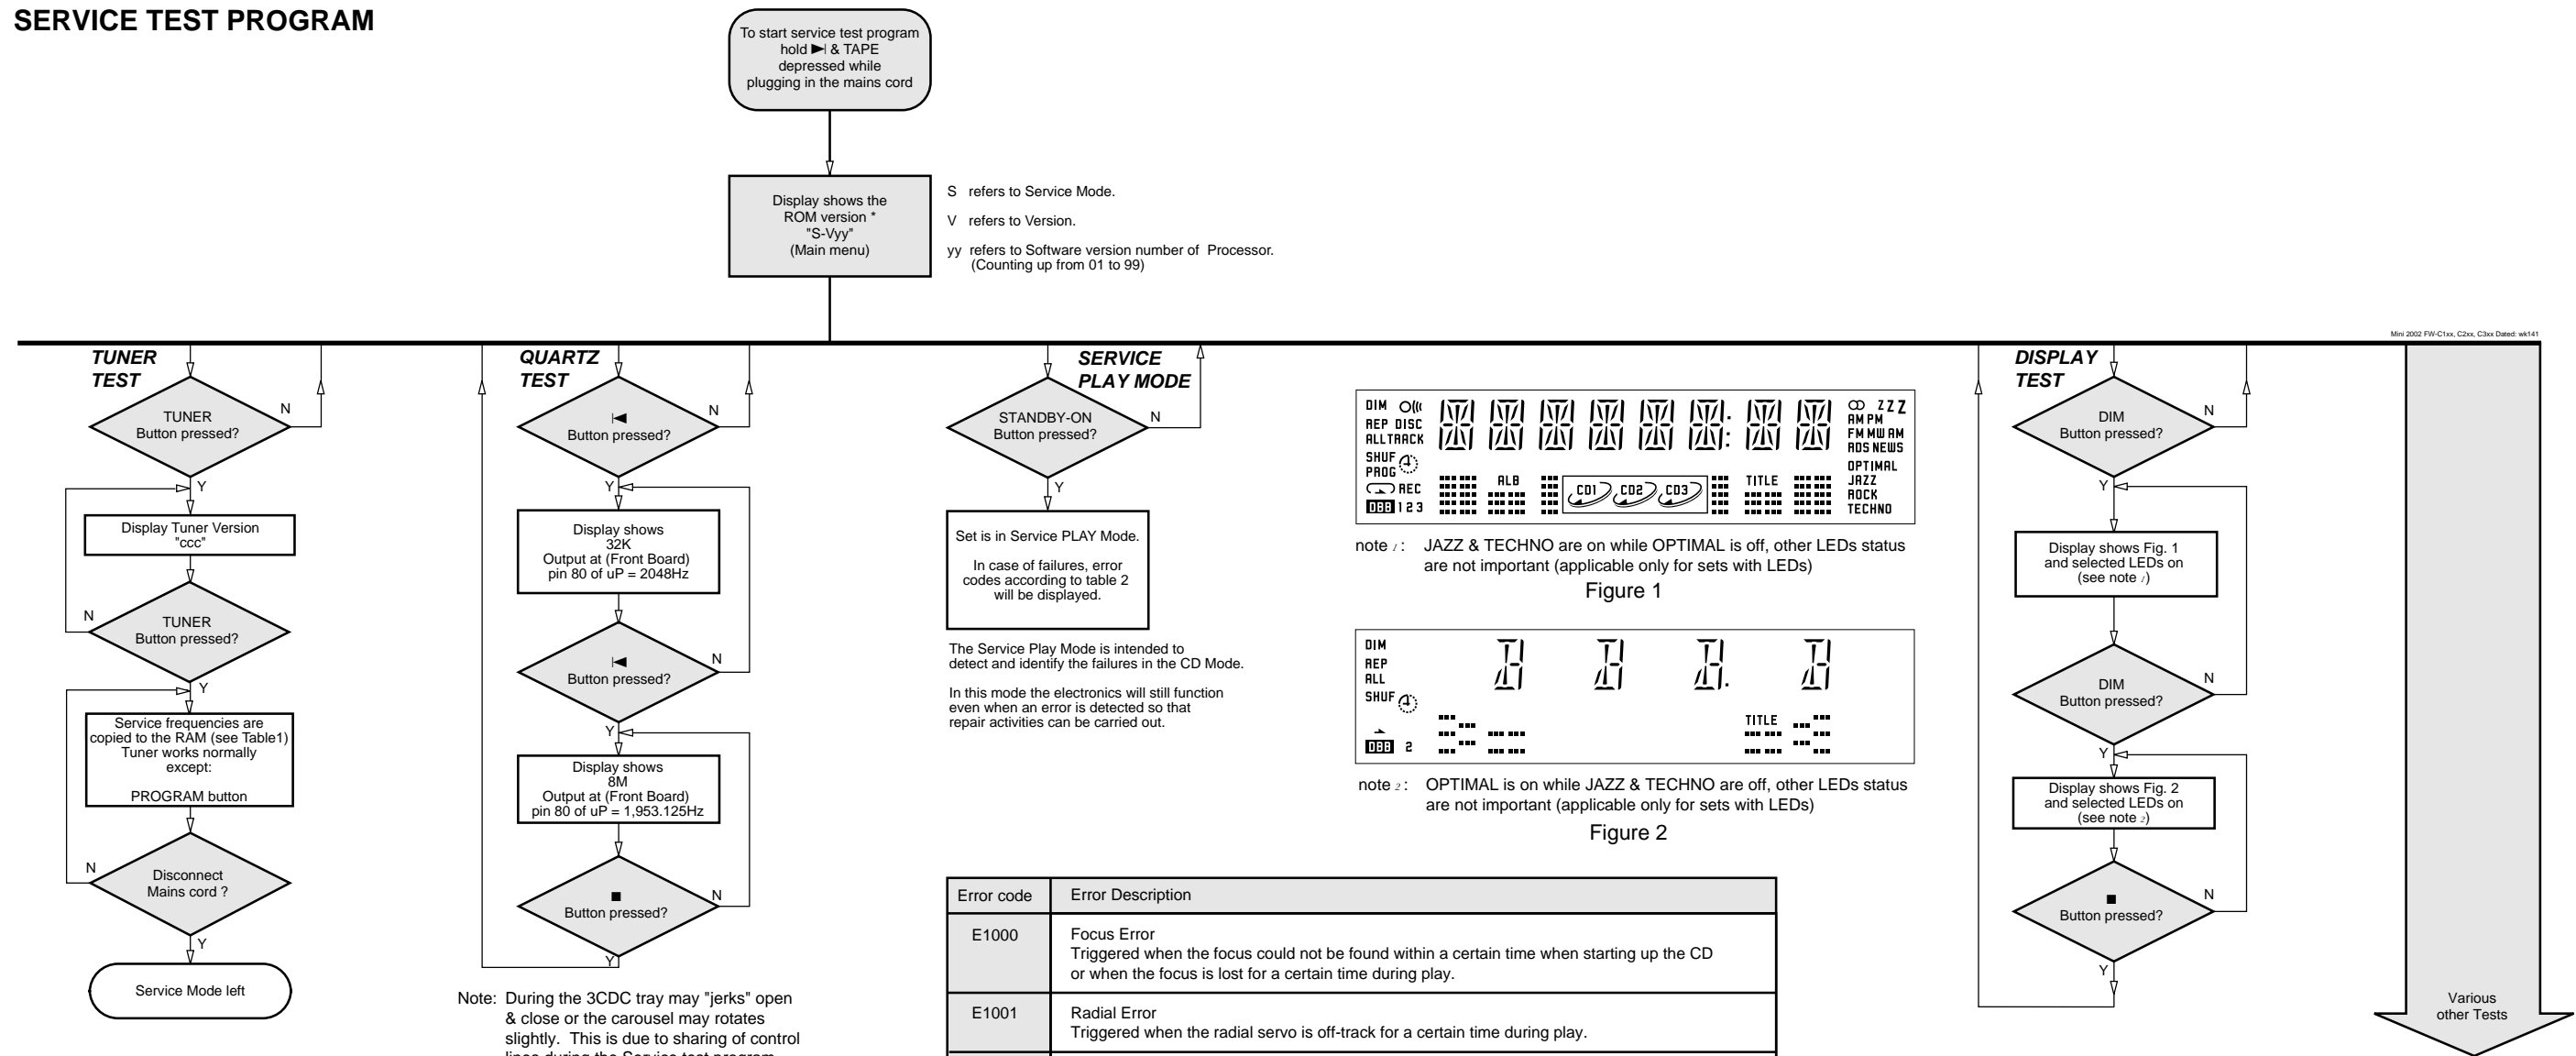 SERVICE TEST PROGRAM
To start service test program
hold ►| & TAPE
depressed while
plugging in the mains cord
Display shows the
ROM version *
"S-Vyy"
(Main menu)
S refers to Service Mode.
V refers to Version.
yy refers to Software version number of Processor.
(Counting up from 01 to 99)
Mini 2002 FW-C1xx, C2xx, C3xx Dated: wk141
TUNER
TEST
TUNER
Button pressed?
N
Y
Display Tuner Version
"ccc"
N
TUNER
Button pressed?
Y
Service frequencies are
copied to the RAM (see Table1)
Tuner works normally
except:
PROGRAM button
N
Disconnect
Mains cord ?
Y
Service Mode left
QUARTZ
TEST
|◄
Button pressed?
N
Y
Display shows
32K
Output at (Front Board)
pin 80 of uP = 2048Hz
|◄
Button pressed?
N
Y
Display shows
8M
Output at (Front Board)
pin 80 of uP = 1,953.125Hz
■
Button pressed?
N
Y
Note: During the 3CDC tray may "jerks" open
& close or the carousel may rotates
slightly. This is due to sharing of control
lines during the Service test program
SERVICE
PLAY MODE
STANDBY-ON
Button pressed?
N
Y
Set is in Service PLAY Mode.
In case of failures, error
codes according to table 2
will be displayed.
The Service Play Mode is intended to
detect and identify the failures in the CD Mode.
In this mode the electronics will still function
even when an error is detected so that
repair activities can be carried out.
DIM
REP DISC
ALLTRACK
SHUF
PROG
REC
DBB 1 2 3
ALB
CD1 CD2 CD3
TITLE
Z Z Z
AM PM
FM MW AM
RDS NEWS
OPTIMAL
JAZZ
ROCK
TECHNO
note 1 : JAZZ & TECHNO are on while OPTIMAL is off, other LEDs status
are not important (applicable only for sets with LEDs)
Figure 1
DIM
REP
ALL
SHUF
DBB 2
TITLE
note 2 : OPTIMAL is on while JAZZ & TECHNO are off, other LEDs status
are not important (applicable only for sets with LEDs)
Figure 2
Error code Error Description
E1000 Focus Error
Triggered when the focus could not be found within a certain time when starting up the CD
or when the focus is lost for a certain time during play.
E1001 Radial Error
Triggered when the radial servo is off-track for a certain time during play.
DISPLAY
TEST
DIM
Button pressed?
N
Y
Display shows Fig. 1
and selected LEDs on
(see note 1)
DIM
Button pressed?
N
Y
Display shows Fig. 2
and selected LEDs on
(see note 2)
■
Button pressed?
N
Y
Various
other Tests